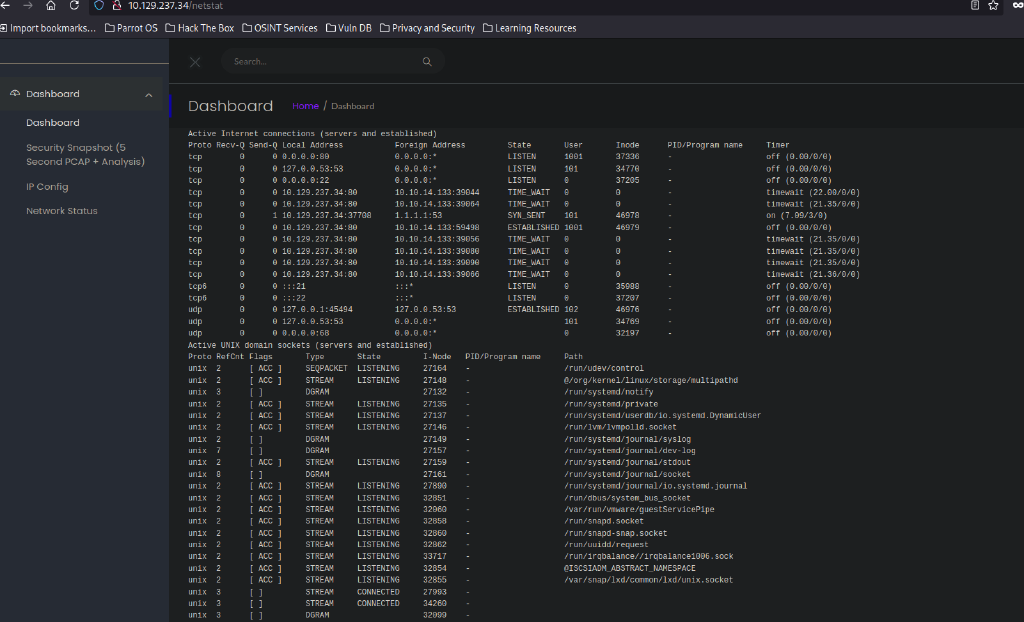 10.129.237.34/netstat
Import bookmarks... Parrot OS Hack The Box OSINT Services Vuln DB Privacy and Security Learning Resources
Search...
Dashboard
Dashboard
Security Snapshot (5
Second PCAP + Analysis)
IP Config
Network Status
Dashboard Home / Dashboard
Active Internet connections (servers and established)
Proto Recv-Q Send-Q Local Address Foreign Address State User Inode PID/Program name Timer
tcp 0 0 0.0.0.0:80 0.0.0.0:* LISTEN 1001 37336 - off (0.00/0/0)
tcp 0 0 127.0.0.53:53 0.0.0.0:* LISTEN 101 34770 - off (0.00/0/0)
tcp 0 0 0.0.0.0:22 0.0.0.0:* LISTEN 0 37205 - off (0.00/0/0)
tcp 0 0 10.129.237.34:80 10.10.14.133:39044 TIME_WAIT 0 0 - timewait (22.00/0/0)
tcp 0 0 10.129.237.34:80 10.10.14.133:39064 TIME_WAIT 0 0 - timewait (21.35/0/0)
tcp 0 1 10.129.237.34:37708 1.1.1.1:53 SYN_SENT 101 46978 - on (7.09/3/0)
tcp 0 0 10.129.237.34:80 10.10.14.133:59498 ESTABLISHED 1001 46979 - off (0.00/0/0)
tcp 0 0 10.129.237.34:80 10.10.14.133:39056 TIME_WAIT 0 0 - timewait (21.35/0/0)
tcp 0 0 10.129.237.34:80 10.10.14.133:39080 TIME_WAIT 0 0 - timewait (21.35/0/0)
tcp 0 0 10.129.237.34:80 10.10.14.133:39090 TIME_WAIT 0 0 - timewait (21.35/0/0)
tcp 0 0 10.129.237.34:80 10.10.14.133:39066 TIME_WAIT 0 0 - timewait (21.36/0/0)
tcp6 0 0 :::21 :::* LISTEN 0 35988 - off (0.00/0/0)
tcp6 0 0 :::22 :::* LISTEN 0 37207 - off (0.00/0/0)
udp 0 0 127.0.0.1:45494 127.0.0.53:53 ESTABLISHED 102 46976 - off (0.00/0/0)
udp 0 0 127.0.0.53:53 0.0.0.0:* 101 34769 - off (0.00/0/0)
udp 0 0 0.0.0.0:68 0.0.0.0:* 0 32197 - off (0.00/0/0)
Active UNIX domain sockets (servers and established)
Proto RefCnt Flags Type State I-Node PID/Program name Path
unix 2 [ ACC ] SEQPACKET LISTENING 27164 - /run/udev/control
unix 2 [ ACC ] STREAM LISTENING 27148 - @/org/kernel/linux/storage/multipathd
unix 3 [ ] DGRAM 27132 - /run/systemd/notify
unix 2 [ ACC ] STREAM LISTENING 27135 - /run/systemd/private
unix 2 [ ACC ] STREAM LISTENING 27137 - /run/systemd/userdb/io.systemd.DynamicUser
unix 2 [ ACC ] STREAM LISTENING 27146 - /run/lvm/lvmpolld.socket
unix 2 [ ] DGRAM 27149 - /run/systemd/journal/syslog
unix 7 [ ] DGRAM 27157 - /run/systemd/journal/dev-log
unix 2 [ ACC ] STREAM LISTENING 27159 - /run/systemd/journal/stdout
unix 8 [ ] DGRAM 27161 - /run/systemd/journal/socket
unix 2 [ ACC ] STREAM LISTENING 27890 - /run/systemd/journal/io.systemd.journal
unix 2 [ ACC ] STREAM LISTENING 32851 - /run/dbus/system_bus_socket
unix 2 [ ACC ] STREAM LISTENING 32960 - /var/run/vmware/guestServicePipe
unix 2 [ ACC ] STREAM LISTENING 32858 - /run/snapd.socket
unix 2 [ ACC ] STREAM LISTENING 32860 - /run/snapd-snap.socket
unix 2 [ ACC ] STREAM LISTENING 32862 - /run/uuidd/request
unix 2 [ ACC ] STREAM LISTENING 33717 - /run/irqbalance//irqbalance1006.sock
unix 2 [ ACC ] STREAM LISTENING 32854 - @ISCSIADM_ABSTRACT_NAMESPACE
unix 2 [ ACC ] STREAM LISTENING 32855 - /var/snap/lxd/common/lxd/unix.socket
unix 3 [ ] STREAM CONNECTED 27993 -
unix 3 [ ] STREAM CONNECTED 34260 -
unix 3 [ ] DGRAM 32099 -